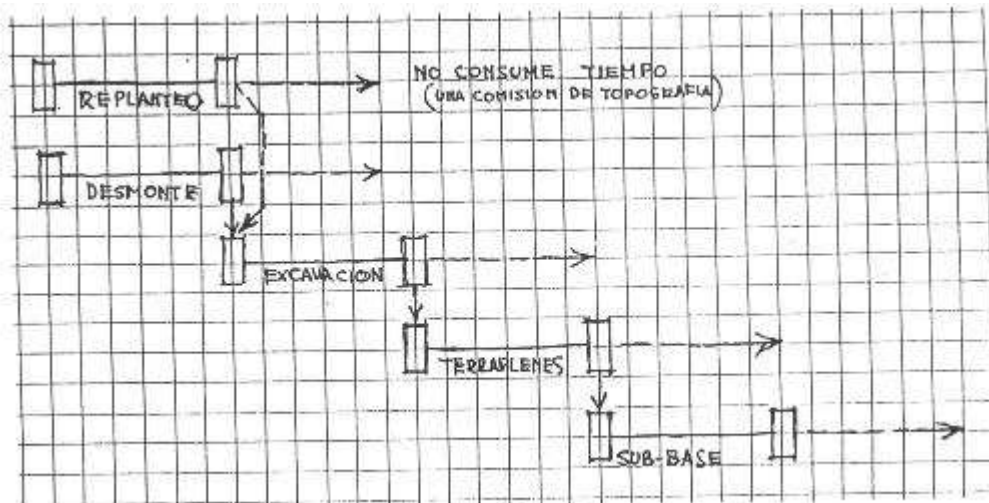 NO CONSUME TIEMPO
REPLANTEO (UNA COMISION DE TOPOGRAFIA)
DESMONTE
EXCAVACION
TERRAPLENES
SUB-BASE